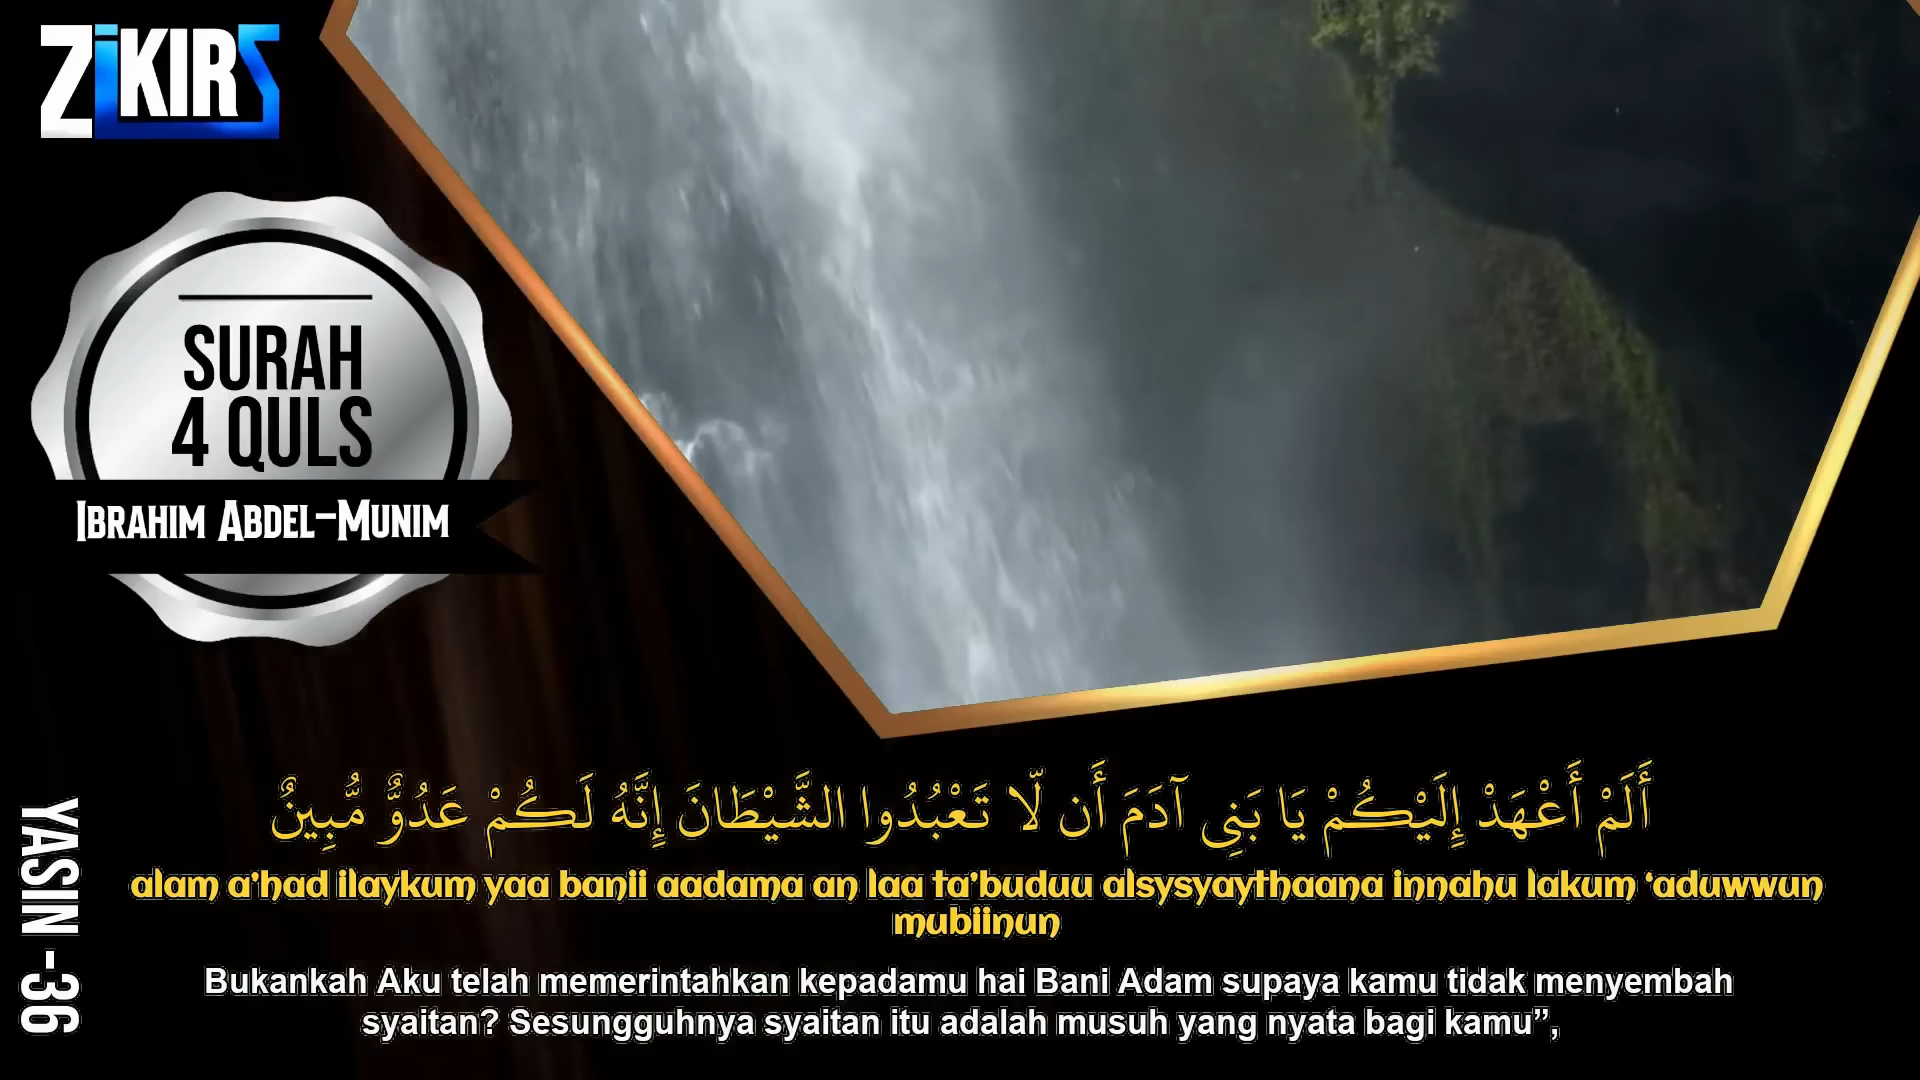 ZiKIRS
SURAH
4 QULS
IBRAHIM ABDEL-MUNIM
YASIN - 36
أَلَمْ أَعْهَدْ إِلَيْكُمْ يَا بَنِي آدَمَ أَن لَّا تَعْبُدُوا الشَّيْطَانَ إِنَّهُ لَكُمْ عَدُوٌّ مُّبِينٌ
alam a'had ilaykum yaa banii aadama an laa ta'buduu alsysyaythaana innahu lakum ‘aduwwun
mubiinun
Bukankah Aku telah memerintahkan kepadamu hai Bani Adam supaya kamu tidak menyembah
syaitan? Sesungguhnya syaitan itu adalah musuh yang nyata bagi kamu”,